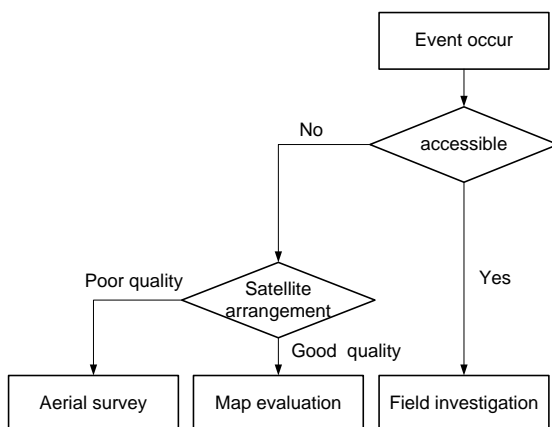 Event occur
No
accessible
Poor quality
Satellite
arrangement
Yes
Good quality
Aerial survey
Map evaluation
Field investigation